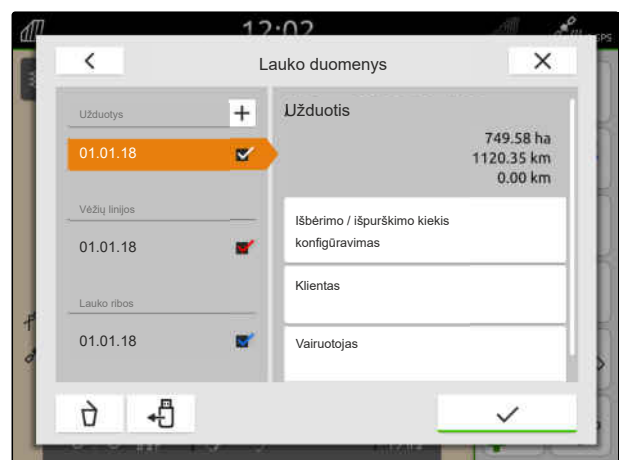 12:02
GPS
Lauko duomenys
Užduotys
01.01.18
Vėžių linijos
01.01.18
Lauko ribos
01.01.18
Užduotis
749.58 ha
1120.35 km
0.00 km
Išbėrimo / išpurškimo kiekis
konfigūravimas
Klientas
Vairuotojas